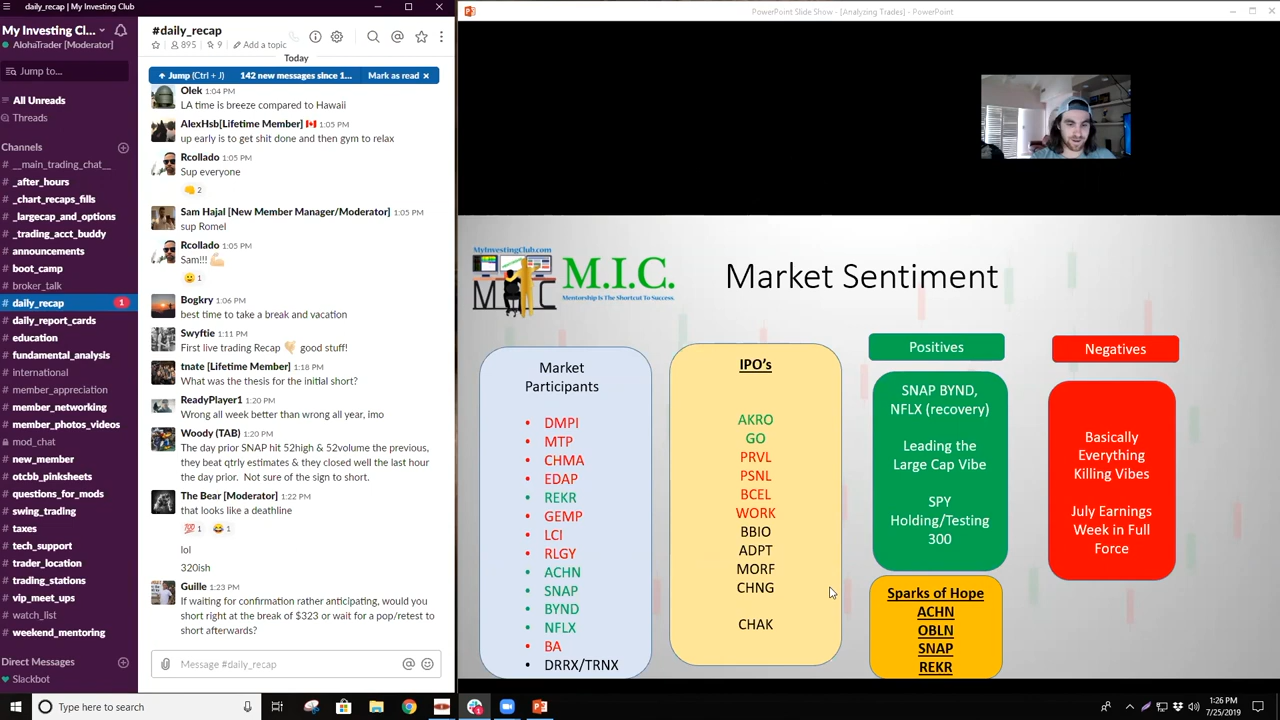 #daily_recap | My Investing Club
My Investing Cl...
AlohaTrader [Moderator]
Jump to...
All Unreads
Threads
Channels
# __main_trading_chat__
# _after_hours
# _chart_recaps_fills
# _largecap_and_options
# _trading_acct_buddy
# announcements
# boot_camp
# broker_talk
# daily_recap 1
# daily_report_cards
# education
# fundamental_analysis
# international
# member_appreciation
# member_networking
# member_photos_videos
# mod_chat
# new_member
# otcbb_pinksheets
# questions_for_mods
# swing_trading
# taxes
# tech_support
# trader_location
# trading_stations
# vip_meet_ups
# watch_list
# weekend_mentoring
Direct Messages
Slackbot
#daily_recap
895 9 Add a topic
Today
Jump (Ctrl + J) 142 new messages since 1... Mark as read
Olek 1:04 PM
LA time is breeze compared to Hawaii
AlexHsb[Lifetime Member] 1:05 PM
up early is to get shit done and then gym to relax
Rcollado 1:05 PM
Sup everyone
2
Sam Hajal [New Member Manager/Moderator] 1:05 PM
sup Romel
Rcollado 1:05 PM
Sam!!!
1
Bogkry 1:06 PM
best time to take a break and vacation
Swyftie 1:11 PM
First live trading Recap good stuff!
tnate [Lifetime Member] 1:18 PM
What was the thesis for the initial short?
ReadyPlayer1 1:20 PM
Wrong all week better than wrong all year, imo
Woody (TAB) 1:20 PM
The day prior SNAP hit 52high & 52volume the previous,
they beat qtrly estimates & they closed well the last hour
the day prior. Not sure of the sign to short.
The Bear [Moderator] 1:22 PM
that looks like a deathline
1 1
lol
320ish
Guille 1:23 PM
If waiting for confirmation rather anticipating, would you
short right at the break of $323 or wait for a pop/retest to
short afterwards?
Message #daily_recap
PowerPoint Slide Show - [Analyzing Trades] - PowerPoint
MyInvestingClub.com
MIC
M.I.C.
Mentorship Is The Shortcut To Success.
Market Sentiment
Market
Participants
• DMPI
• MTP
• CHMA
• EDAP
• REKR
• GEMP
• LCI
• RLGY
• ACHN
• SNAP
• BYND
• NFLX
• BA
• DRRX/TRNX
IPO's
AKRO
GO
PRVL
PSNL
BCEL
WORK
BBIO
ADPT
MORF
CHNG
CHAK
Positives
SNAP BYND,
NFLX (recovery)
Leading the
Large Cap Vibe
SPY
Holding/Testing
300
Sparks of Hope
ACHN
OBLN
SNAP
REKR
Negatives
Basically
Everything
Killing Vibes
July Earnings
Week in Full
Force
Type here to search
1:26 PM
7/25/2019